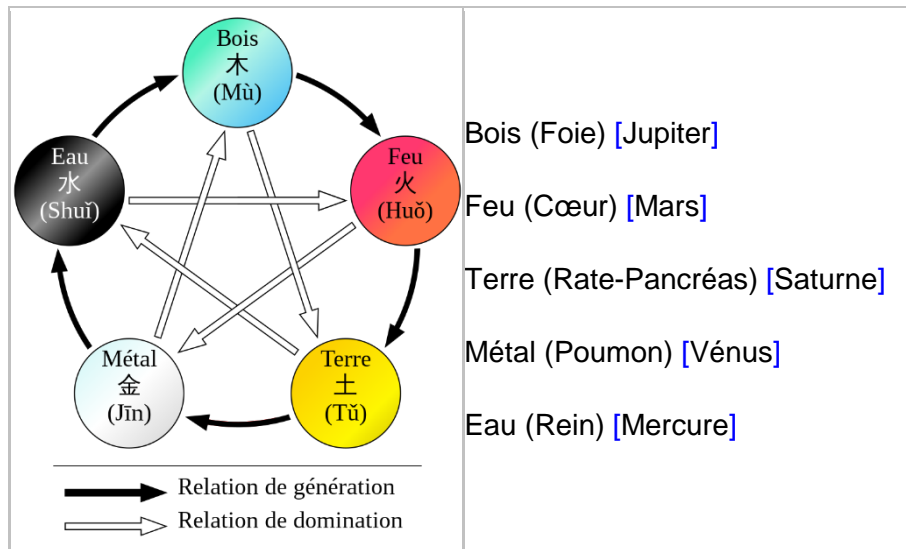 Bois
木
(Mù)
Eau
水
(Shuǐ)
Feu
火
(Huǒ)
Métal
金
(Jīn)
Terre
土
(Tǔ)
Relation de génération
Relation de domination
Bois (Foie) [Jupiter]
Feu (Cœur) [Mars]
Terre (Rate-Pancréas) [Saturne]
Métal (Poumon) [Vénus]
Eau (Rein) [Mercure]